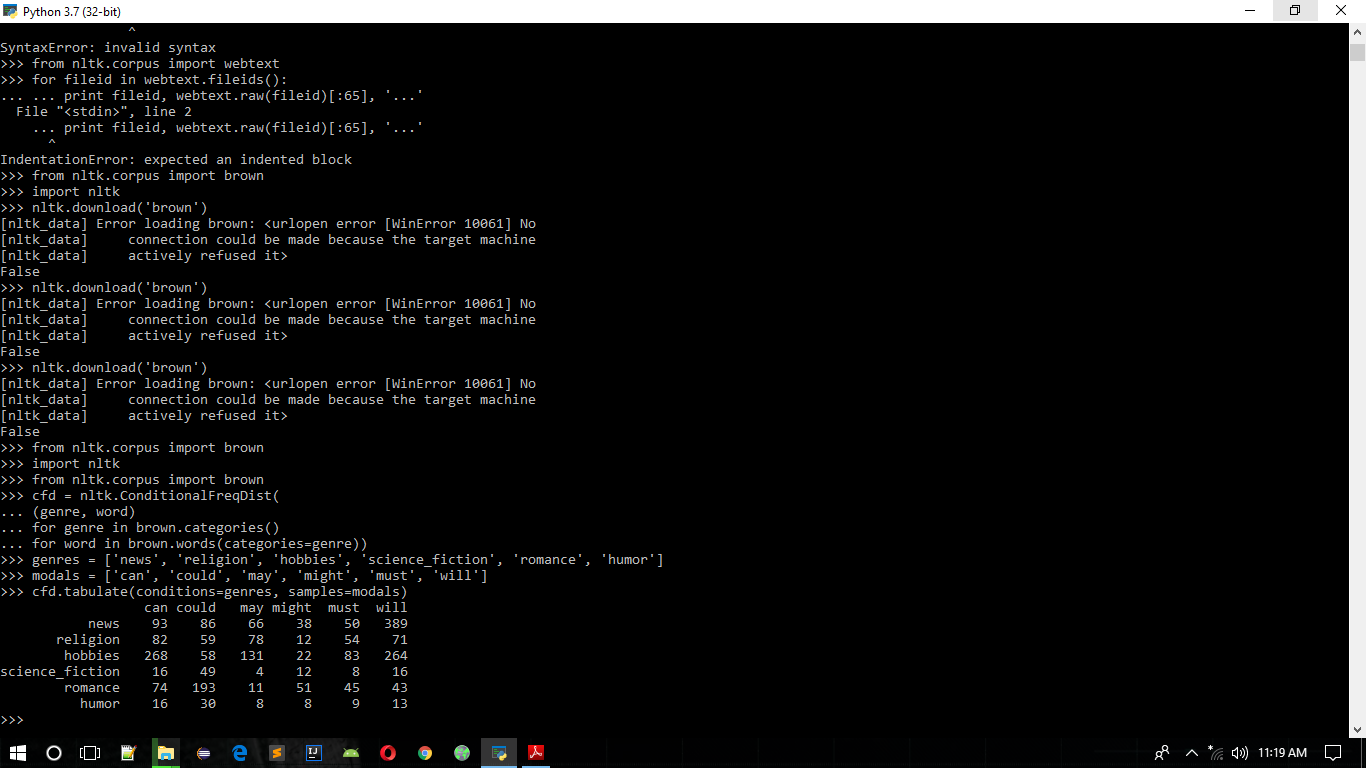 Python 3.7 (32-bit)
^
SyntaxError: invalid syntax
>>> from nltk.corpus import webtext
>>> for fileid in webtext.fileids():
... ... print fileid, webtext.raw(fileid)[:65], '...'
  File "<stdin>", line 2
    ... print fileid, webtext.raw(fileid)[:65], '...'
      ^
IndentationError: expected an indented block
>>> from nltk.corpus import brown
>>> import nltk
>>> nltk.download('brown')
[nltk_data] Error loading brown: <urlopen error [WinError 10061] No
[nltk_data]     connection could be made because the target machine
[nltk_data]     actively refused it>
False
>>> nltk.download('brown')
[nltk_data] Error loading brown: <urlopen error [WinError 10061] No
[nltk_data]     connection could be made because the target machine
[nltk_data]     actively refused it>
False
>>> nltk.download('brown')
[nltk_data] Error loading brown: <urlopen error [WinError 10061] No
[nltk_data]     connection could be made because the target machine
[nltk_data]     actively refused it>
False
>>> from nltk.corpus import brown
>>> import nltk
>>> from nltk.corpus import brown
>>> cfd = nltk.ConditionalFreqDist(
... (genre, word)
... for genre in brown.categories()
... for word in brown.words(categories=genre))
>>> genres = ['news', 'religion', 'hobbies', 'science_fiction', 'romance', 'humor']
>>> modals = ['can', 'could', 'may', 'might', 'must', 'will']
>>> cfd.tabulate(conditions=genres, samples=modals)
                  can could   may might  must  will
           news    93    86    66    38    50   389
       religion    82    59    78    12    54    71
        hobbies   268    58   131    22    83   264
science_fiction    16    49     4    12     8    16
        romance    74   193    11    51    45    43
          humor    16    30     8     8     9    13
>>>
IJ
11:19 AM